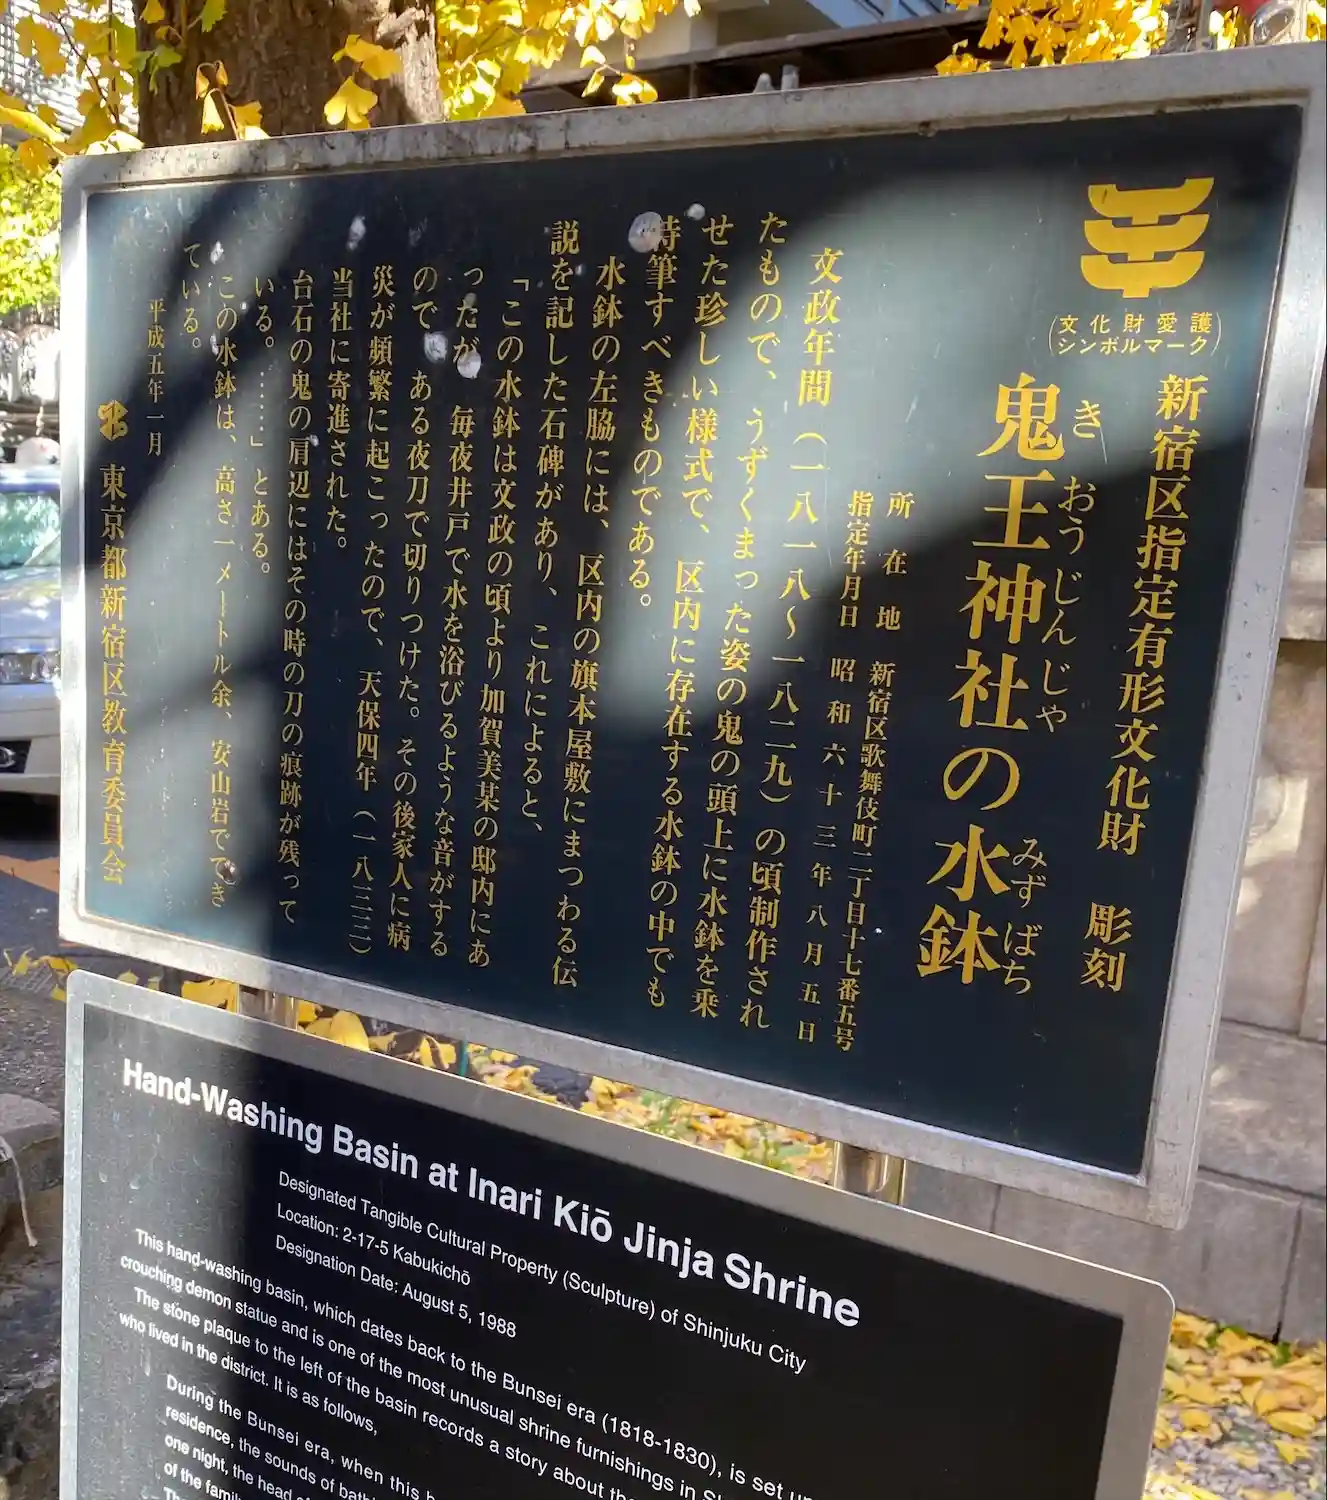 (文化財愛護
シンボルマーク)
新宿区指定有形文化財 彫刻
き おう じん じゃ みず ばち
鬼王神社の水鉢
所在地 新宿区歌舞伎町二丁目十七番五号
指定年月日 昭和六十三年八月五日
文政年間(一八一八〜一八二九)の頃制作され
たもので、うずくまった姿の鬼の頭上に水鉢を乗
せた珍しい様式で、区内に存在する水鉢の中でも
特筆すべきものである。
水鉢の左脇には、区内の旗本屋敷にまつわる伝
説を記した石碑があり、これによると、
「この水鉢は文政の頃より加賀美某の邸内にあ
ったが 毎夜井戸で水を浴びるような音がする
ので ある夜刀で切りつけた。その後家人に病
災が頻繁に起こったので、天保四年(一八三三)
当社に寄進された。
台石の鬼の肩辺にはその時の刀の痕跡が残って
いる。……」とある。
この水鉢は、高さ一メートル余、安山岩ででき
ている。
平成五年一月
東京都新宿区教育委員会
Hand-Washing Basin at Inari Kiō Jinja Shrine
Designated Tangible Cultural Property (Sculpture) of Shinjuku City
Location: 2-17-5 Kabukichō
Designation Date: August 5, 1988
This hand-washing basin, which dates back to the Bunsei era (1818-1830), is set
crouching demon statue and is one of the most unusual shrine furnishings in
The stone plaque to the left of the basin records a story about
who lived in the district. It is as follows,
During the Bunsei era, when this
residence, the sounds of
one night, the head
of the